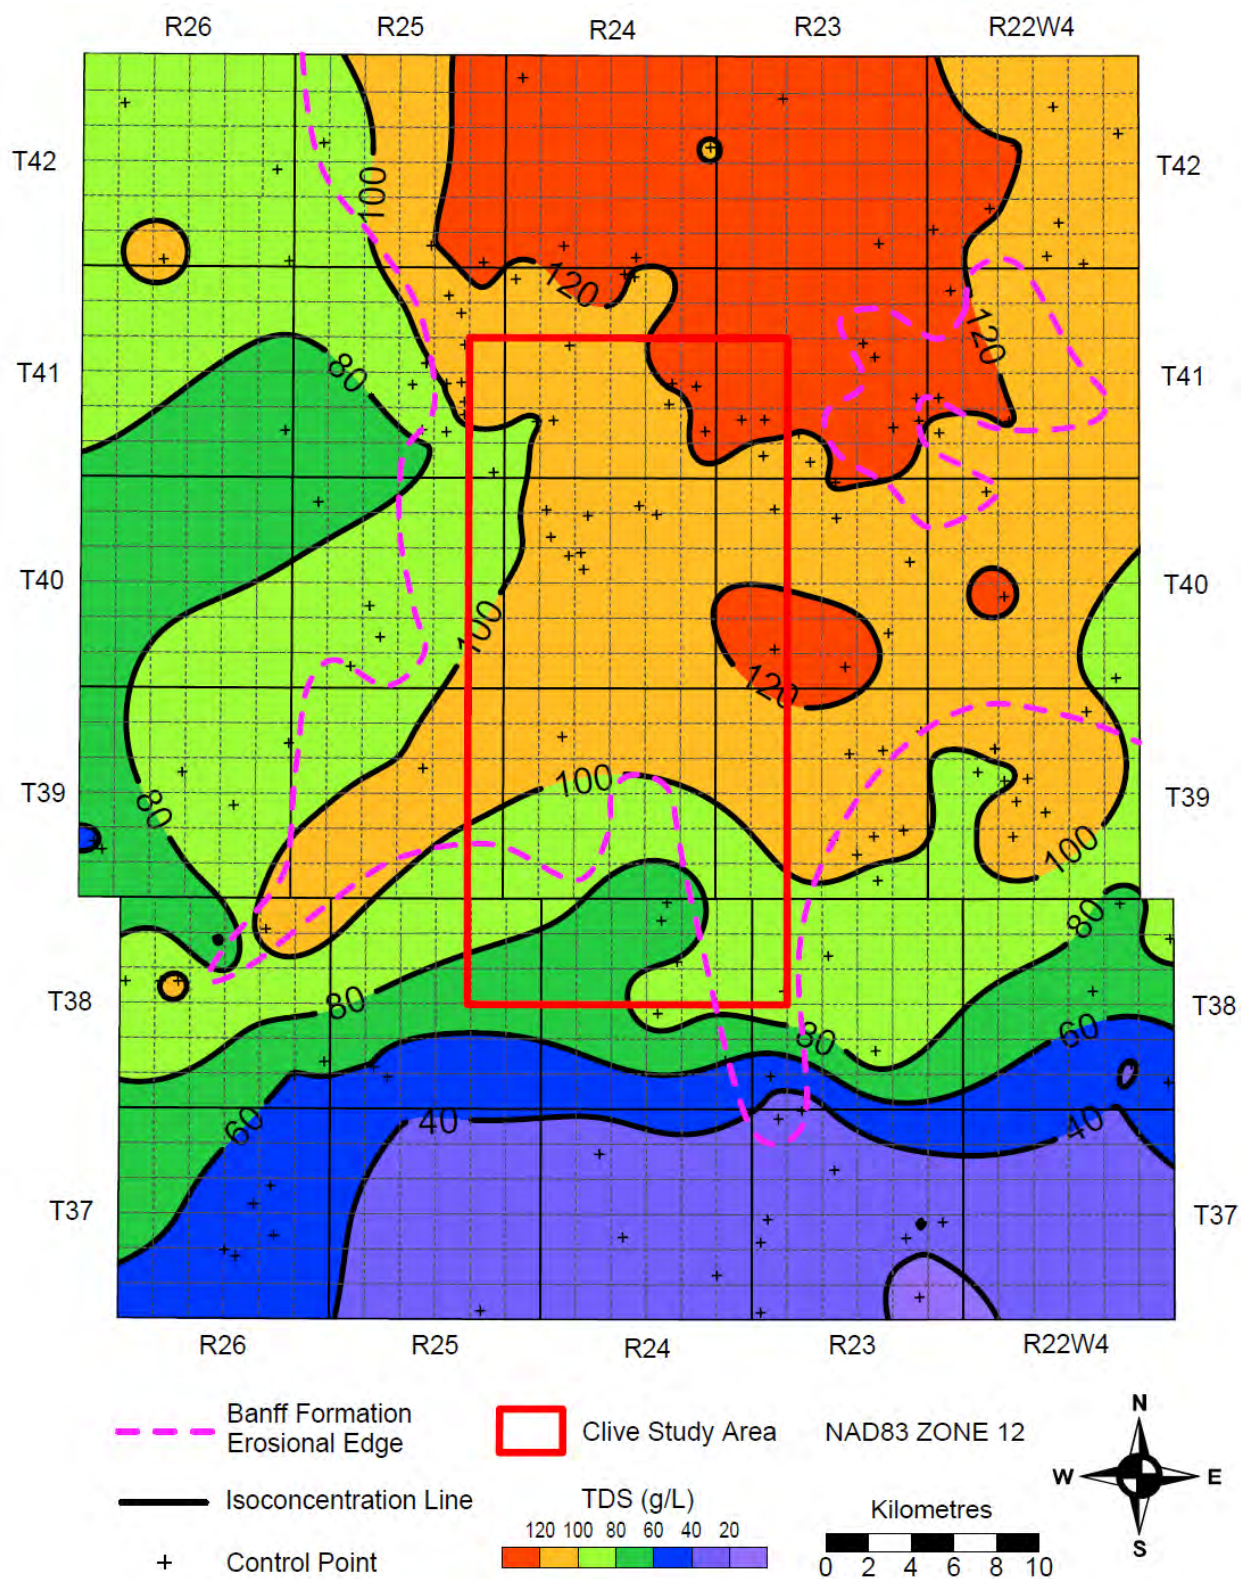 R26 R25 R24 R23 R22W4
T42 T42
100
120
120
T41 T41
80
T40 T40
100
120
100
T39 T39
80
100
80
T38 T38
80
80
60
60 40 40
T37 T37
R26 R25 R24 R23 R22W4
Banff Formation
Erosional Edge
Clive Study Area
NAD83 ZONE 12
N
W E
S
Isoconcentration Line
TDS (g/L)
120 100 80 60 40 20
Kilometres
0 2 4 6 8 10
Control Point